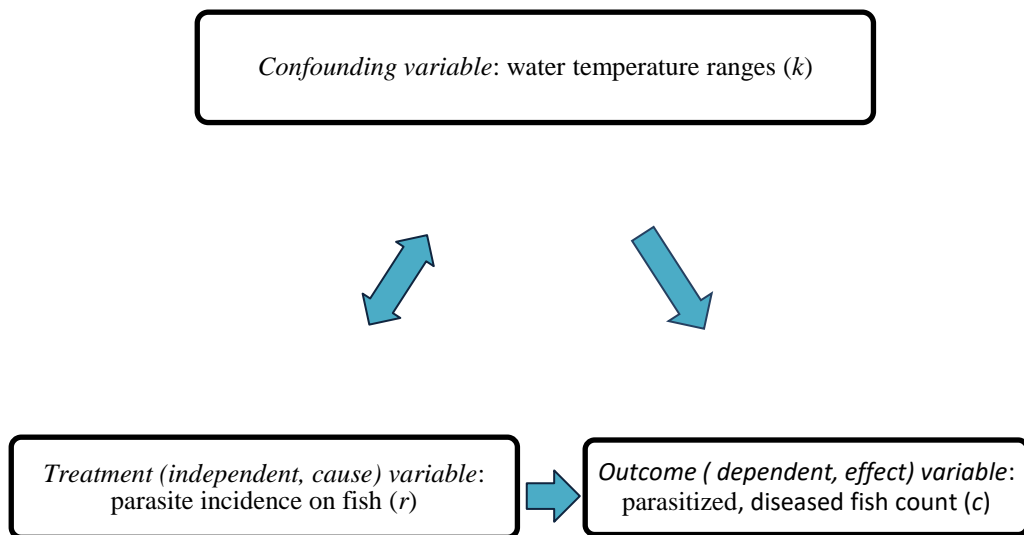 Confounding variable: water temperature ranges (k)
Treatment (independent, cause) variable:
parasite incidence on fish (r)
Outcome ( dependent, effect) variable:
parasitized, diseased fish count (c)